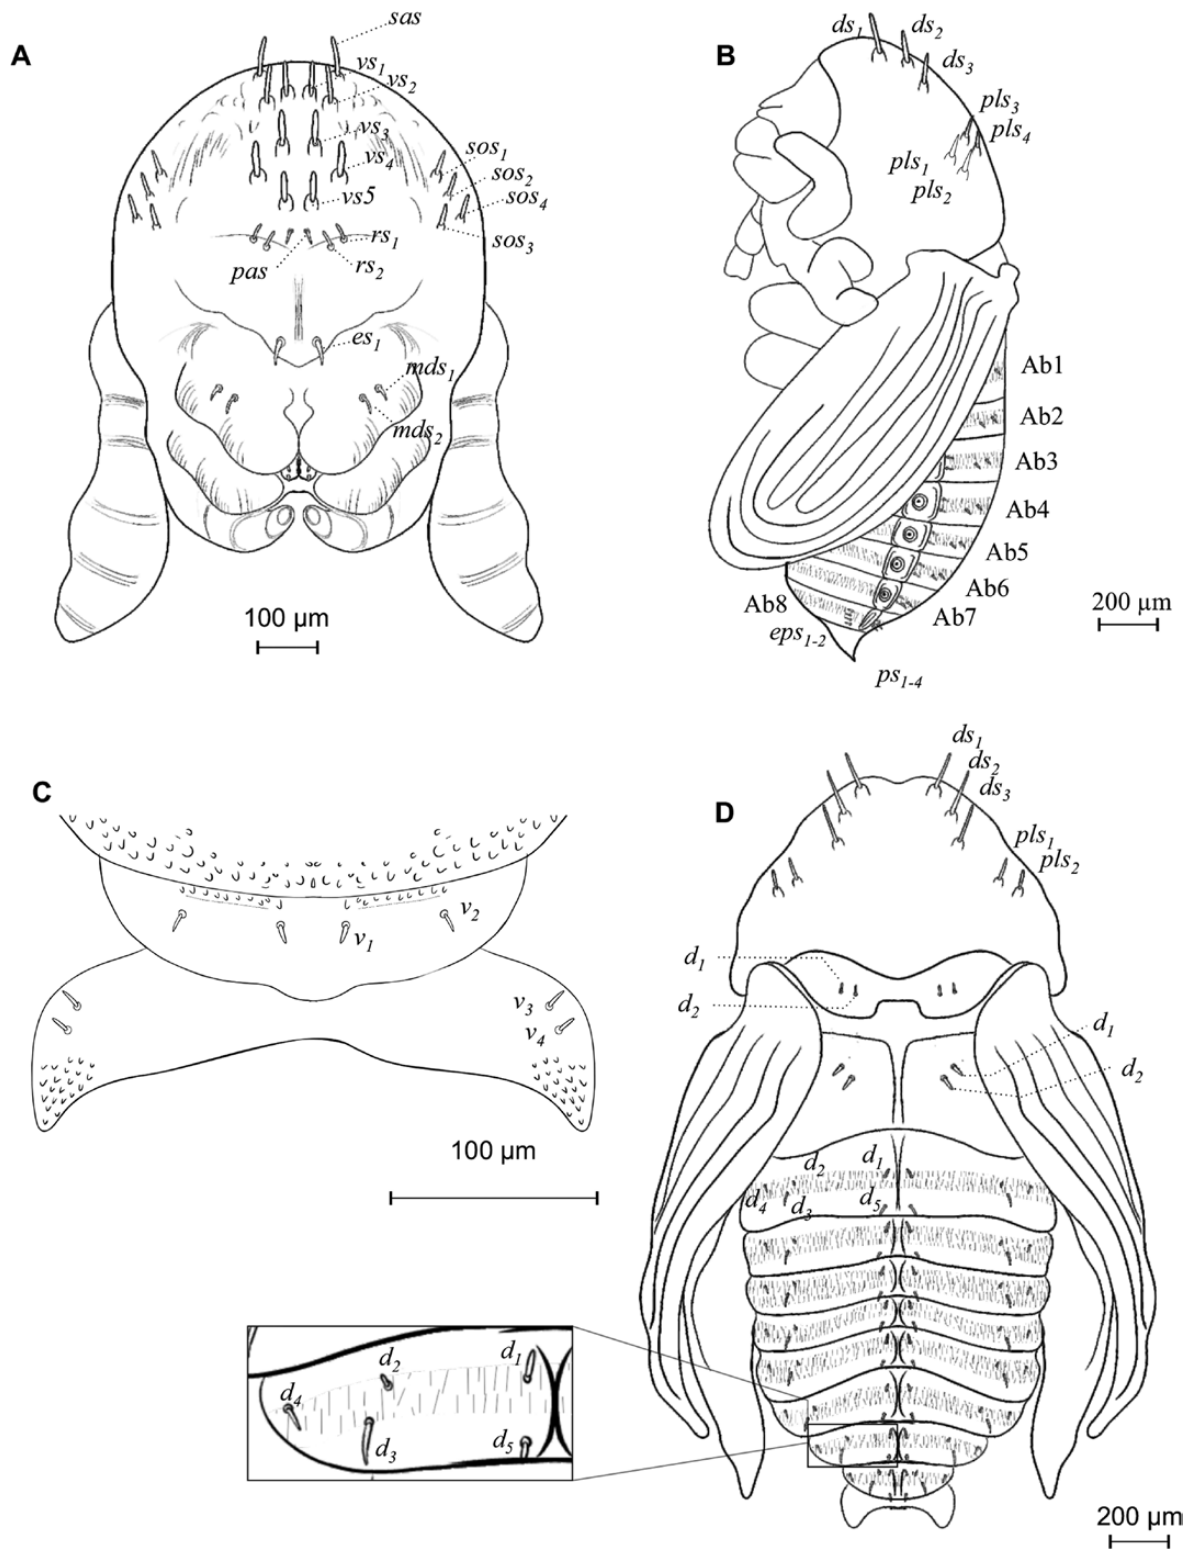 A
sas
vs1
vs2
vs3
vs4
vs5
sos1
sos2
sos4
sos3
rs1
rs2
pas
es1
mds1
mds2
100 µm
B
ds1
ds2
ds3
pls3
pls4
pls1
pls2
Ab1
Ab2
Ab3
Ab4
Ab5
Ab6
Ab7
Ab8
eps1-2
ps1-4
200 µm
C
v2
v1
v3
v4
100 µm
D
ds1
ds2
ds3
pls1
pls2
d1
d2
d1
d2
d2
d1
d4
d3
d5
d1
d2
d4
d3
d5
200 µm